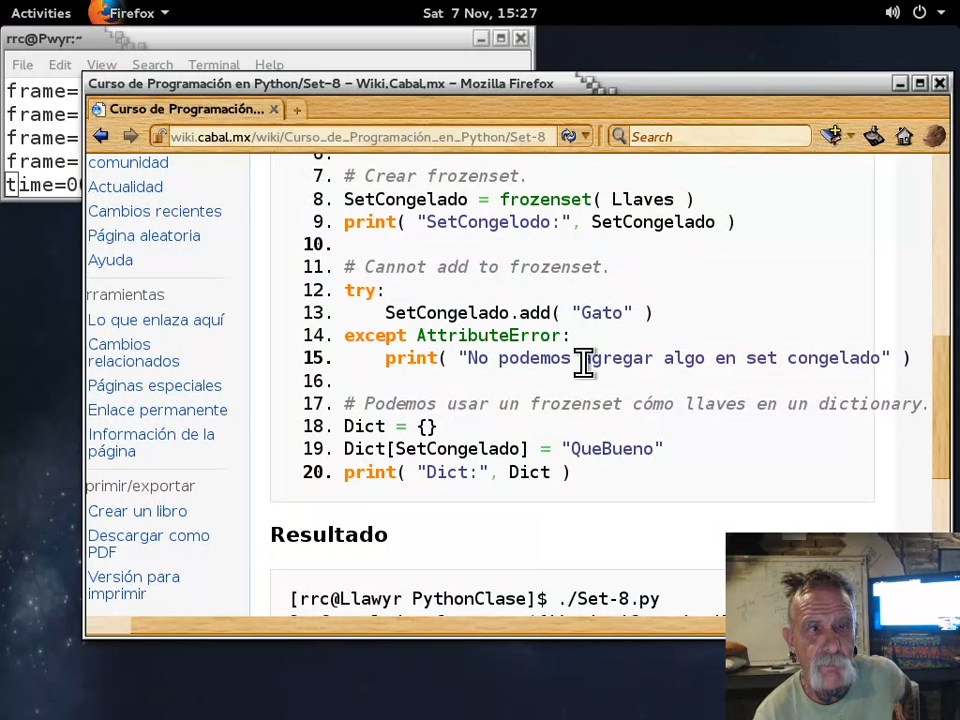 Activities Firefox Sat 7 Nov, 15:27
rrc@Pwyr:~
File Edit View Search Terminal Help
frame=
frame=
frame=
frame=
time=00
Curso de Programación en Python/Set-8 – Wiki.Cabal.mx – Mozilla Firefox
Curso de Programación...
wiki.cabal.mx/wiki/Curso_de_Programación_en_Python/Set-8 Search
comunidad
Actualidad
Cambios recientes
Página aleatoria
Ayuda
rramientas
Lo que enlaza aquí
Cambios
relacionados
Páginas especiales
Enlace permanente
Información de la
página
primir/exportar
Crear un libro
Descargar como
PDF
Versión para
imprimir
7. # Crear frozenset.
8. SetCongelado = frozenset( Llaves )
9. print( "SetCongelodo:", SetCongelado )
10.
11. # Cannot add to frozenset.
12. try:
13. SetCongelado.add( "Gato" )
14. except AttributeError:
15. print( "No podemos agregar algo en set congelado" )
16.
17. # Podemos usar un frozenset cómo llaves en un dictionary.
18. Dict = {}
19. Dict[SetCongelado] = "QueBueno"
20. print( "Dict:", Dict )
Resultado
[rrc@Llawyr PythonClase]$ ./Set-8.py